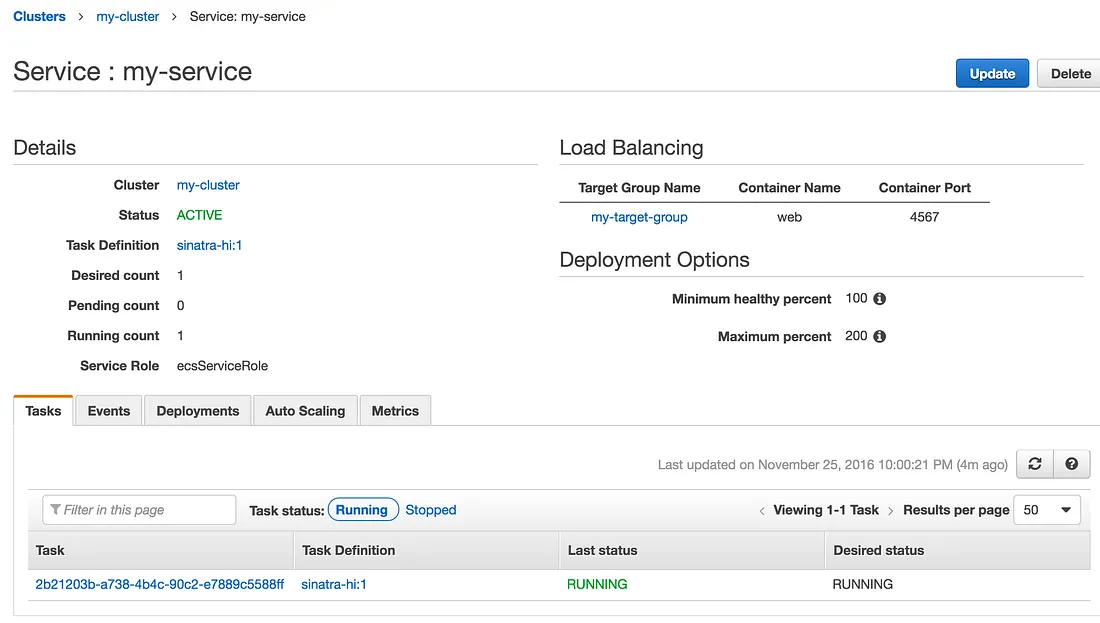 Clusters > my-cluster > Service: my-service
Service : my-service
Update Delete
Details
Cluster my-cluster
Status ACTIVE
Task Definition sinatra-hi:1
Desired count 1
Pending count 0
Running count 1
Service Role ecsServiceRole
Load Balancing
Target Group Name Container Name Container Port
my-target-group web 4567
Deployment Options
Minimum healthy percent 100
Maximum percent 200
Tasks Events Deployments Auto Scaling Metrics
Last updated on November 25, 2016 10:00:21 PM (4m ago)
Filter in this page Task status: Running Stopped < Viewing 1-1 Task > Results per page 50
Task Task Definition Last status Desired status
2b21203b-a738-4b4c-90c2-e7889c5588ff sinatra-hi:1 RUNNING RUNNING